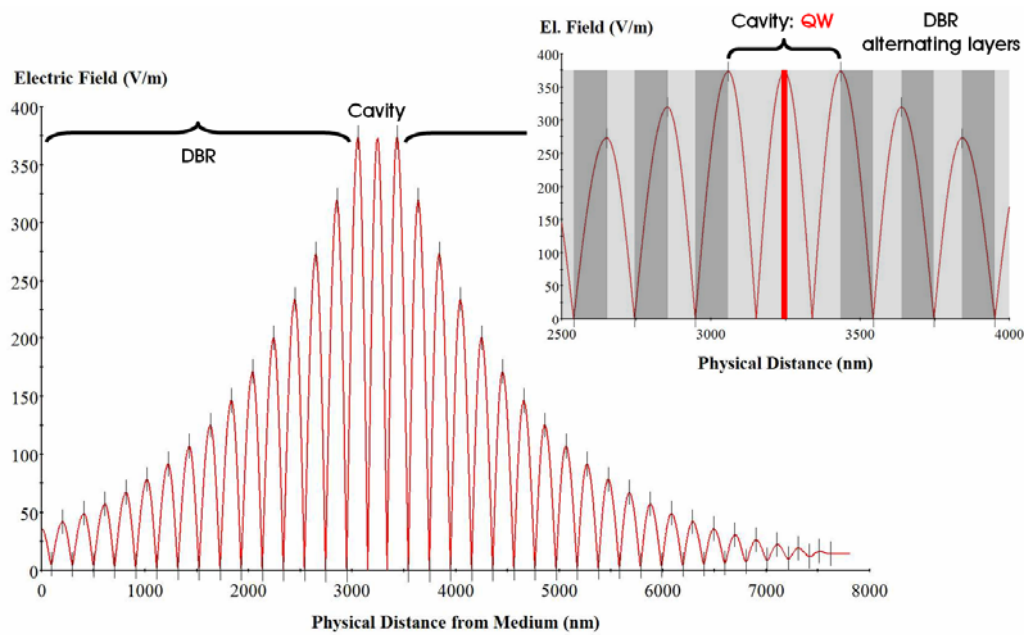 Electric Field (V/m)
400
350
300
250
200
150
100
50
0
DBR
Cavity
0 1000 2000 3000 4000 5000 6000 7000 8000
Physical Distance from Medium (nm)
El. Field (V/m)
Cavity: QW
DBR
alternating layers
400
350
300
250
200
150
100
50
0
2500 3000 3500 4000
Physical Distance (nm)